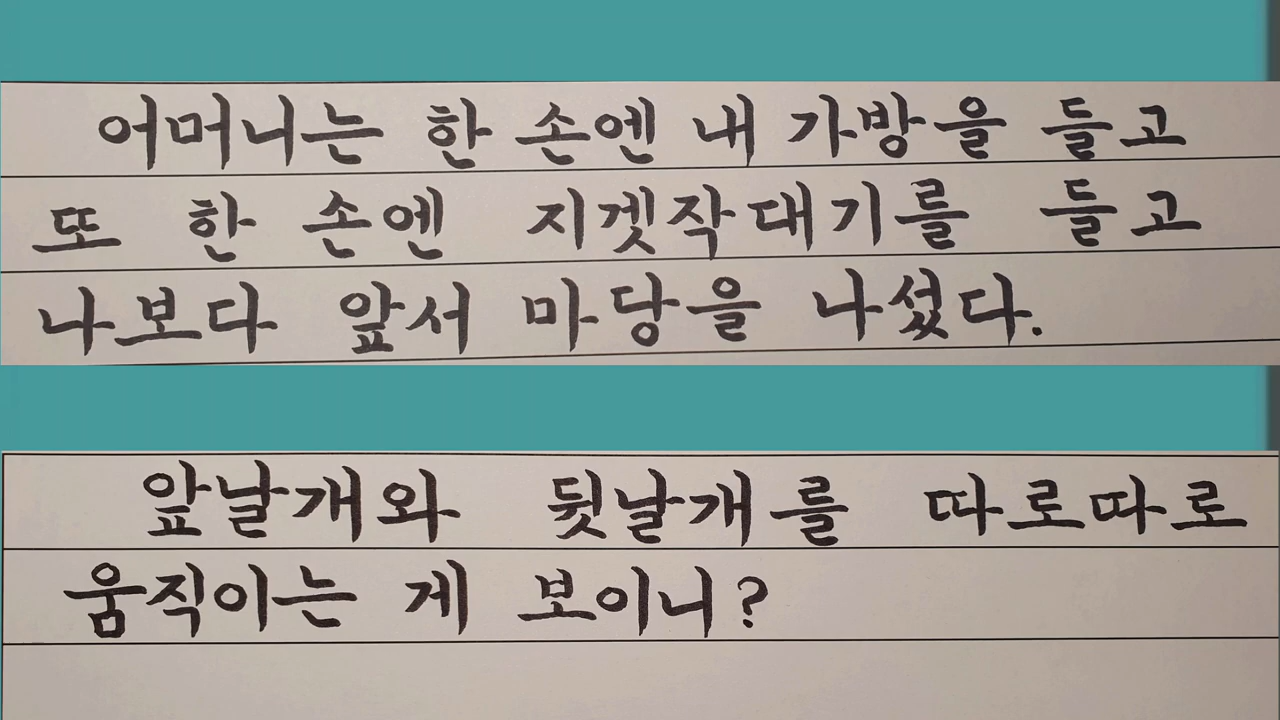 어머니는 한 손엔 내 가방을 들고
또 한 손엔 지겟작대기를 들고
나보다 앞서 마당을 나섰다.
앞날개와 뒷날개를 따로따로
움직이는 게 보이니?